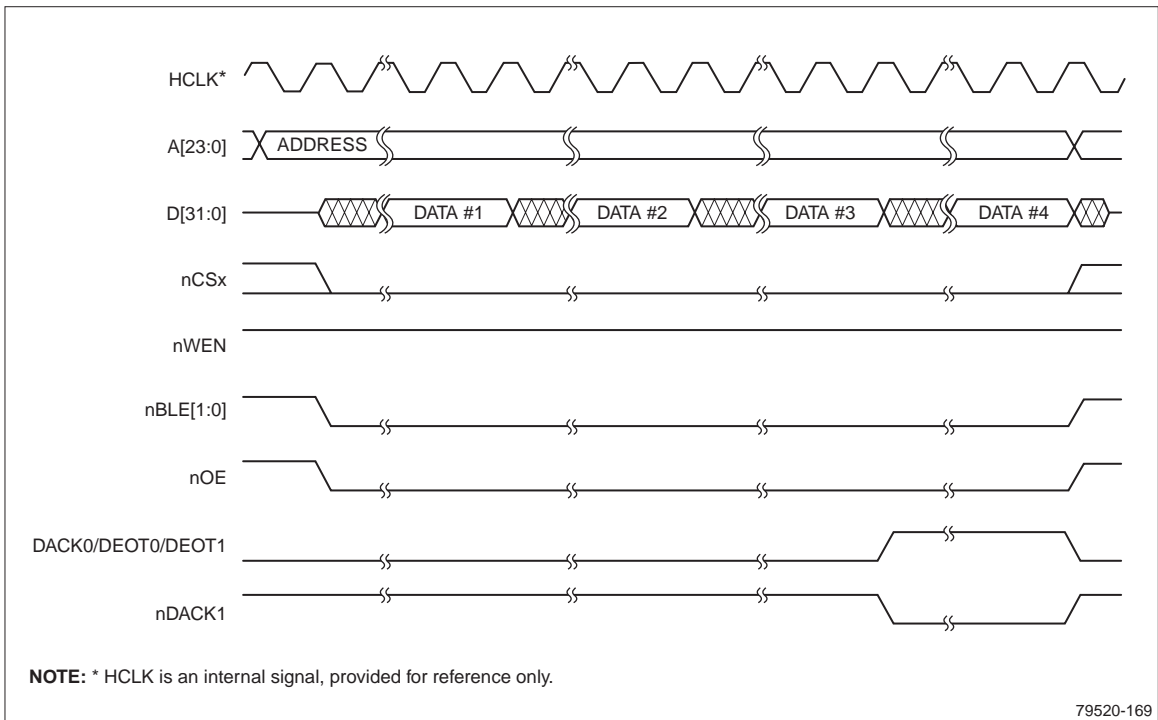 HCLK*
A[23:0]
ADDRESS
D[31:0]
DATA #1
DATA #2
DATA #3
DATA #4
nCSx
nWEN
nBLE[1:0]
nOE
DACK0/DEOT0/DEOT1
nDACK1
NOTE: * HCLK is an internal signal, provided for reference only.
79520-169